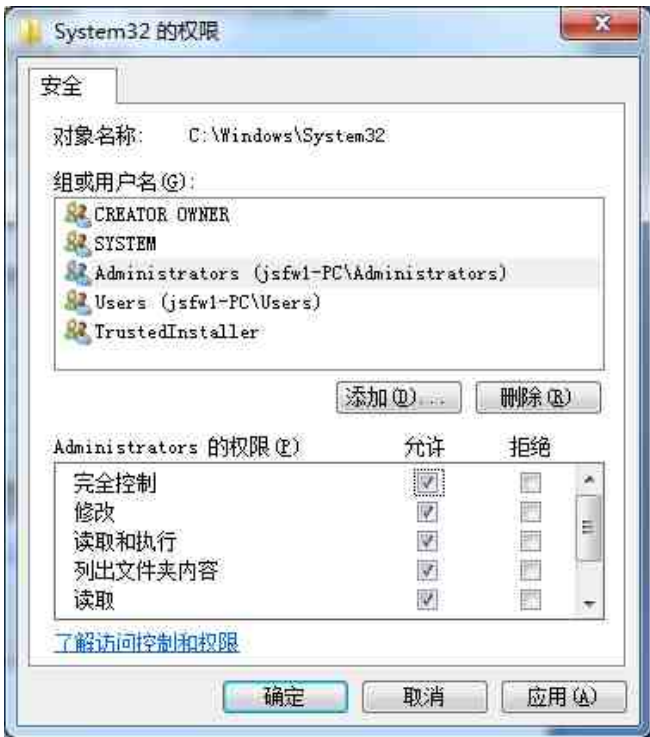 System32 的权限
安全
对象名称: C:\Windows\System32
组或用户名(G):
CREATOR OWNER
SYSTEM
Administrators (jsfw1-PC\Administrators)
Users (jsfw1-PC\Users)
TrustedInstaller
添加(D)... 删除(R)
Administrators 的权限(P) 允许 拒绝
完全控制
修改
读取和执行
列出文件夹内容
读取
了解访问控制和权限
确定 取消 应用(A)